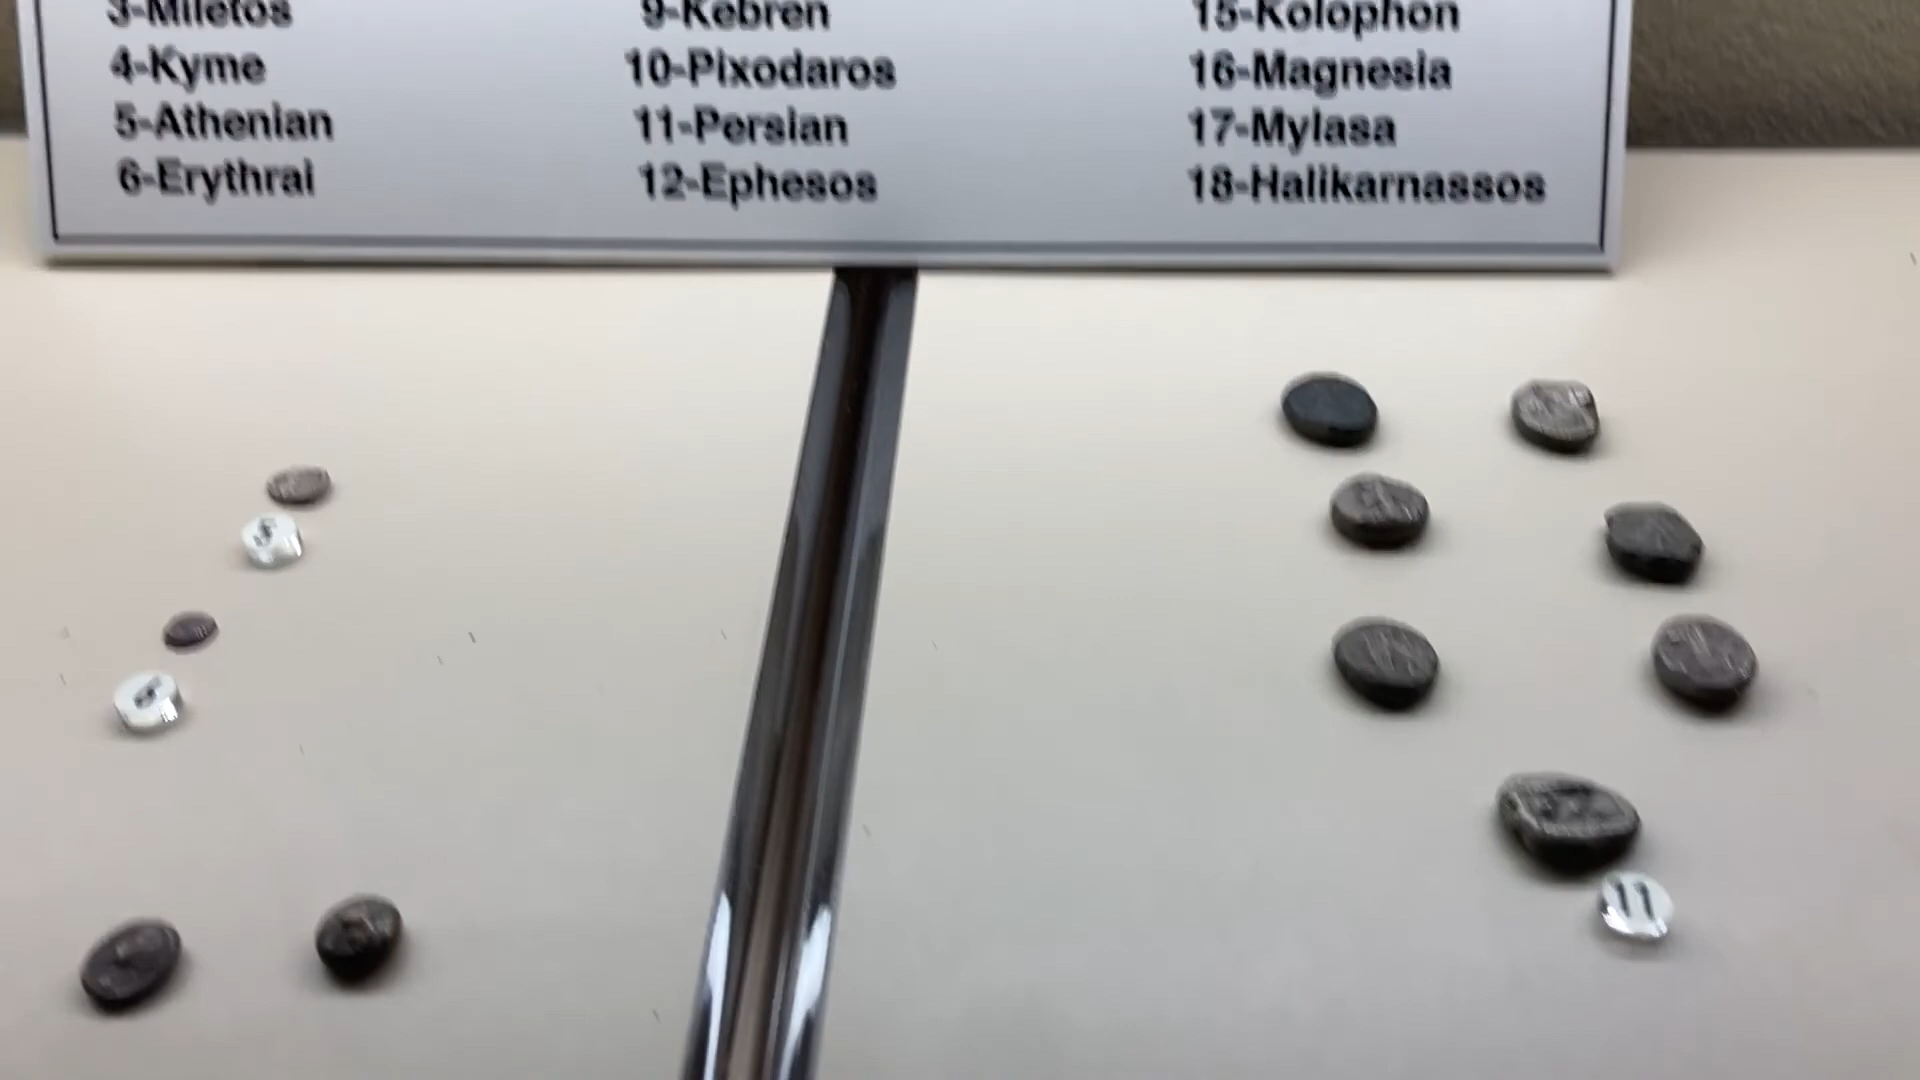 3-Miletos
4-Kyme
5-Athenian
6-Erythrai
9-Kebren
10-Pixodaros
11-Persian
12-Ephesos
15-Kolophon
16-Magnesia
17-Mylasa
18-Halikarnassos
5
11